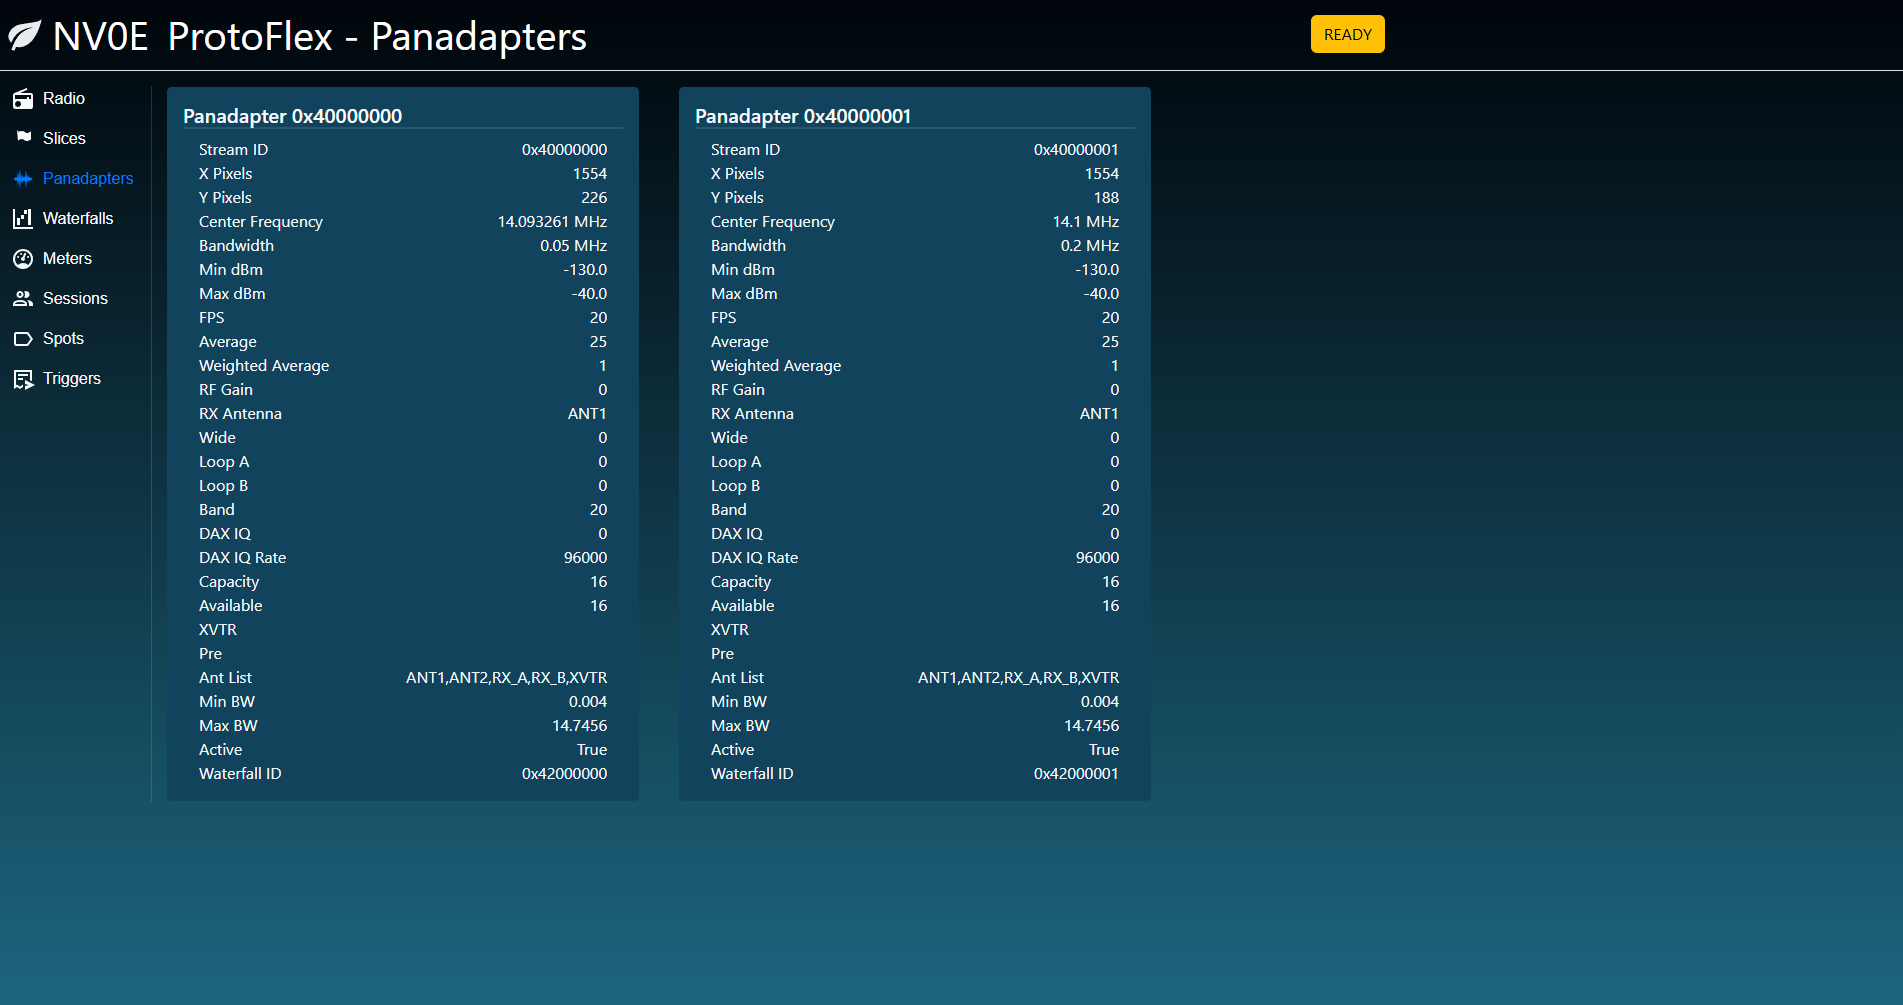 NV0E ProtoFlex - Panadapters
READY
Radio
Slices
Panadapters
Waterfalls
Meters
Sessions
Spots
Triggers
Panadapter 0x40000000
Stream ID 0x40000000
X Pixels 1554
Y Pixels 226
Center Frequency 14.093261 MHz
Bandwidth 0.05 MHz
Min dBm -130.0
Max dBm -40.0
FPS 20
Average 25
Weighted Average 1
RF Gain 0
RX Antenna ANT1
Wide 0
Loop A 0
Loop B 0
Band 20
DAX IQ 0
DAX IQ Rate 96000
Capacity 16
Available 16
XVTR
Pre
Ant List ANT1,ANT2,RX_A,RX_B,XVTR
Min BW 0.004
Max BW 14.7456
Active True
Waterfall ID 0x42000000
Panadapter 0x40000001
Stream ID 0x40000001
X Pixels 1554
Y Pixels 188
Center Frequency 14.1 MHz
Bandwidth 0.2 MHz
Min dBm -130.0
Max dBm -40.0
FPS 20
Average 25
Weighted Average 1
RF Gain 0
RX Antenna ANT1
Wide 0
Loop A 0
Loop B 0
Band 20
DAX IQ 0
DAX IQ Rate 96000
Capacity 16
Available 16
XVTR
Pre
Ant List ANT1,ANT2,RX_A,RX_B,XVTR
Min BW 0.004
Max BW 14.7456
Active True
Waterfall ID 0x42000001